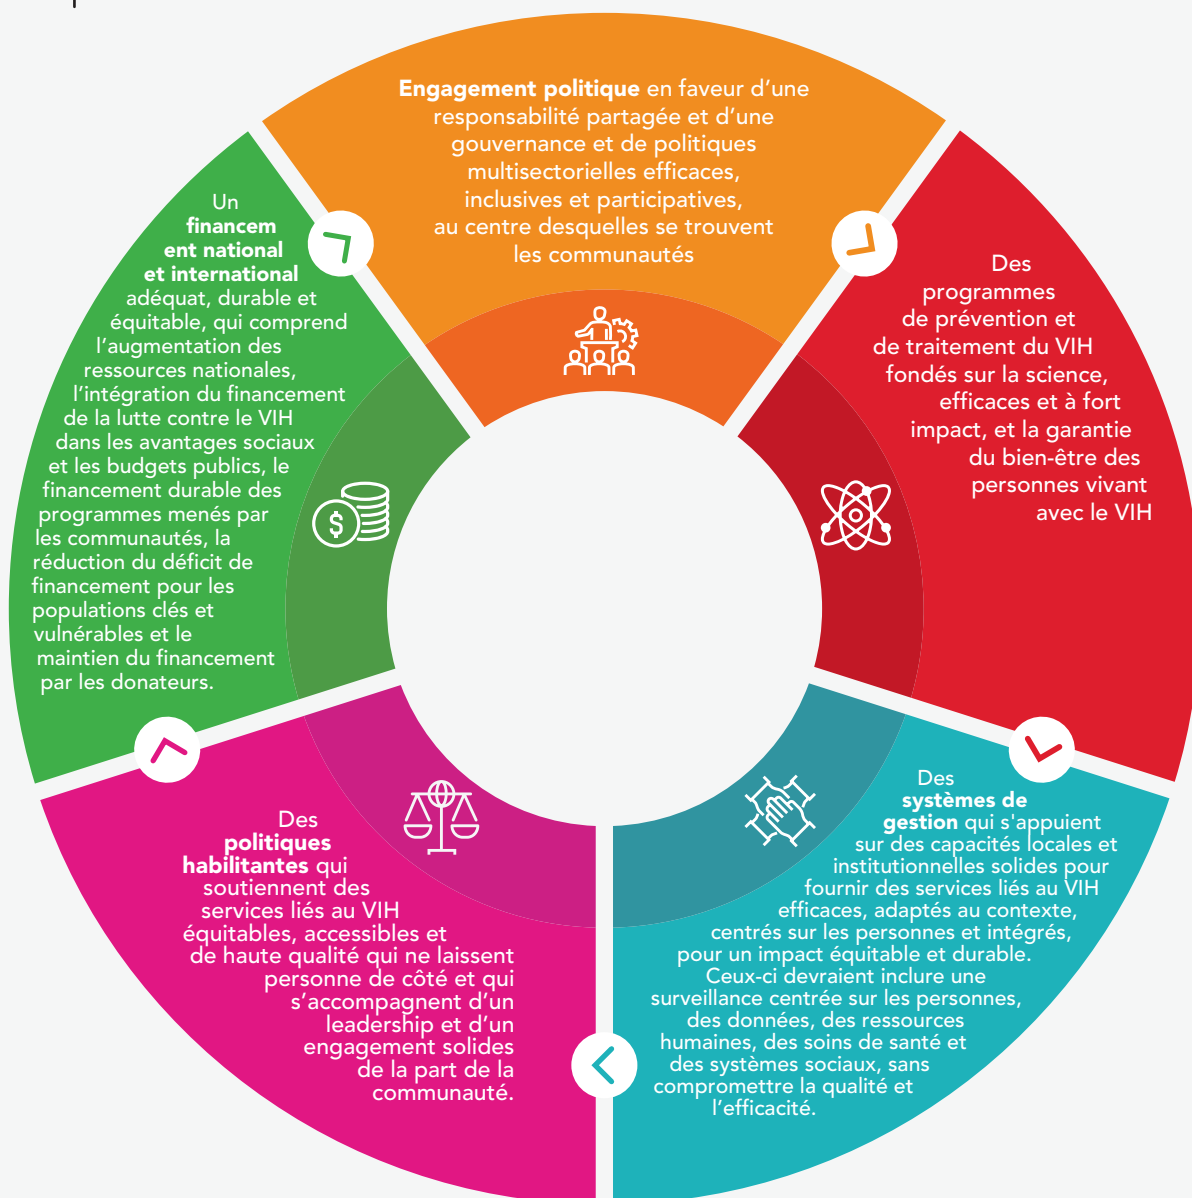 Engagement politique en faveur d’une
responsabilité partagée et d’une
gouvernance et de politiques
multisectorielles efficaces,
inclusives et participatives,
au centre desquelles se trouvent
les communautés
Des
programmes
de prévention et
de traitement du VIH
fondés sur la science,
efficaces et à fort
impact, et la garantie
du bien-être des
personnes vivant
avec le VIH
Des
systèmes de
gestion qui s'appuient
sur des capacités locales et
institutionnelles solides pour
fournir des services liés au VIH
efficaces, adaptés au contexte,
centrés sur les personnes et intégrés,
pour un impact équitable et durable.
Ceux-ci devraient inclure une
surveillance centrée sur les personnes,
des données, des ressources
humaines, des soins de santé et
des systèmes sociaux, sans
compromettre la qualité et
l’efficacité.
Des
politiques
habilitantes qui
soutiennent des
services liés au VIH
équitables, accessibles et
de haute qualité qui ne laissent
personne de côté et qui
s’accompagnent d’un
leadership et d’un
engagement solides
de la part de la
communauté.
Un
financem
ent national
et international
adéquat, durable et
équitable, qui comprend
l’augmentation des
ressources nationales,
l’intégration du financement
de la lutte contre le VIH
dans les avantages sociaux
et les budgets publics, le
financement durable des
programmes menés par
les communautés, la
réduction du déficit de
financement pour les
populations clés et
vulnérables et le
maintien du financement
par les donateurs.
$